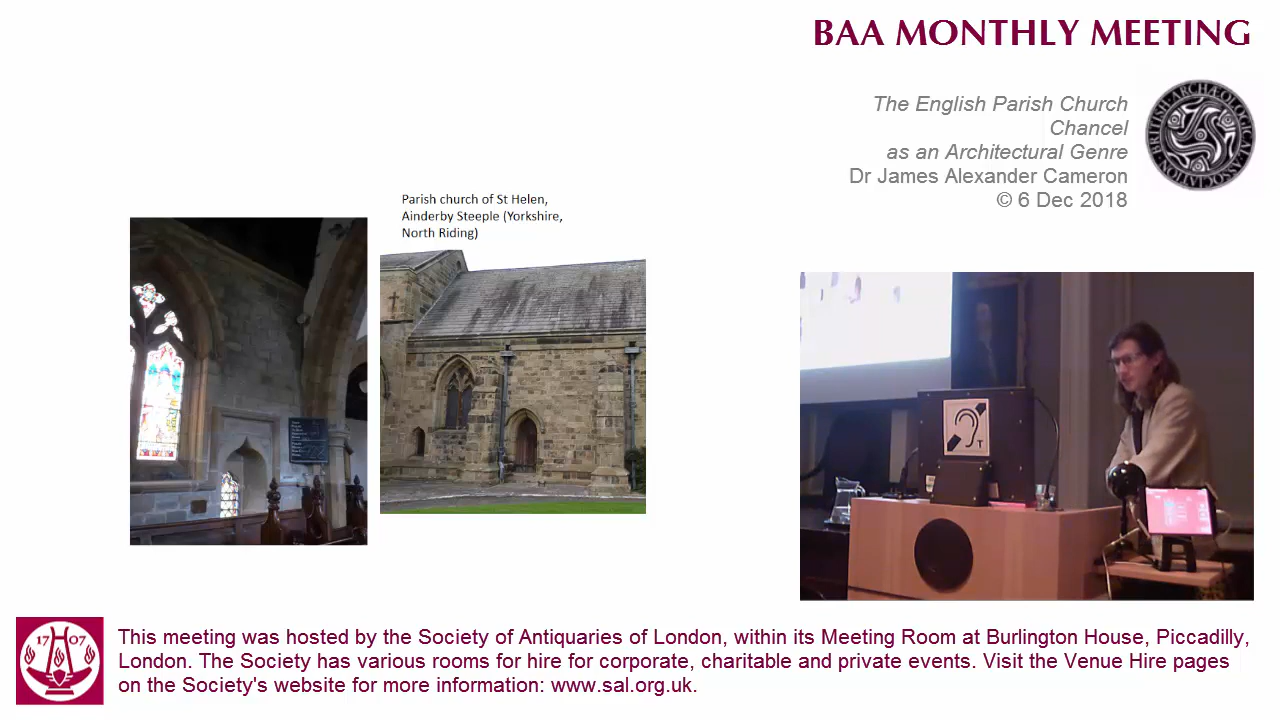 BAA MONTHLY MEETING
The English Parish Church
Chancel
as an Architectural Genre
Dr James Alexander Cameron
© 6 Dec 2018
BRITISH ARCHÆOLOGICAL ASSOCIATION
Parish church of St Helen,
Ainderby Steeple (Yorkshire,
North Riding)
T
1707
This meeting was hosted by the Society of Antiquaries of London, within its Meeting Room at Burlington House, Piccadilly,
London. The Society has various rooms for hire for corporate, charitable and private events. Visit the Venue Hire pages
on the Society's website for more information: www.sal.org.uk.